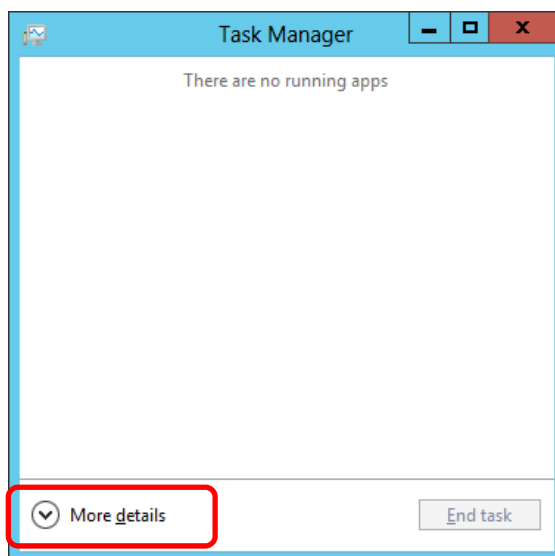 Task Manager
There are no running apps
More details
End task